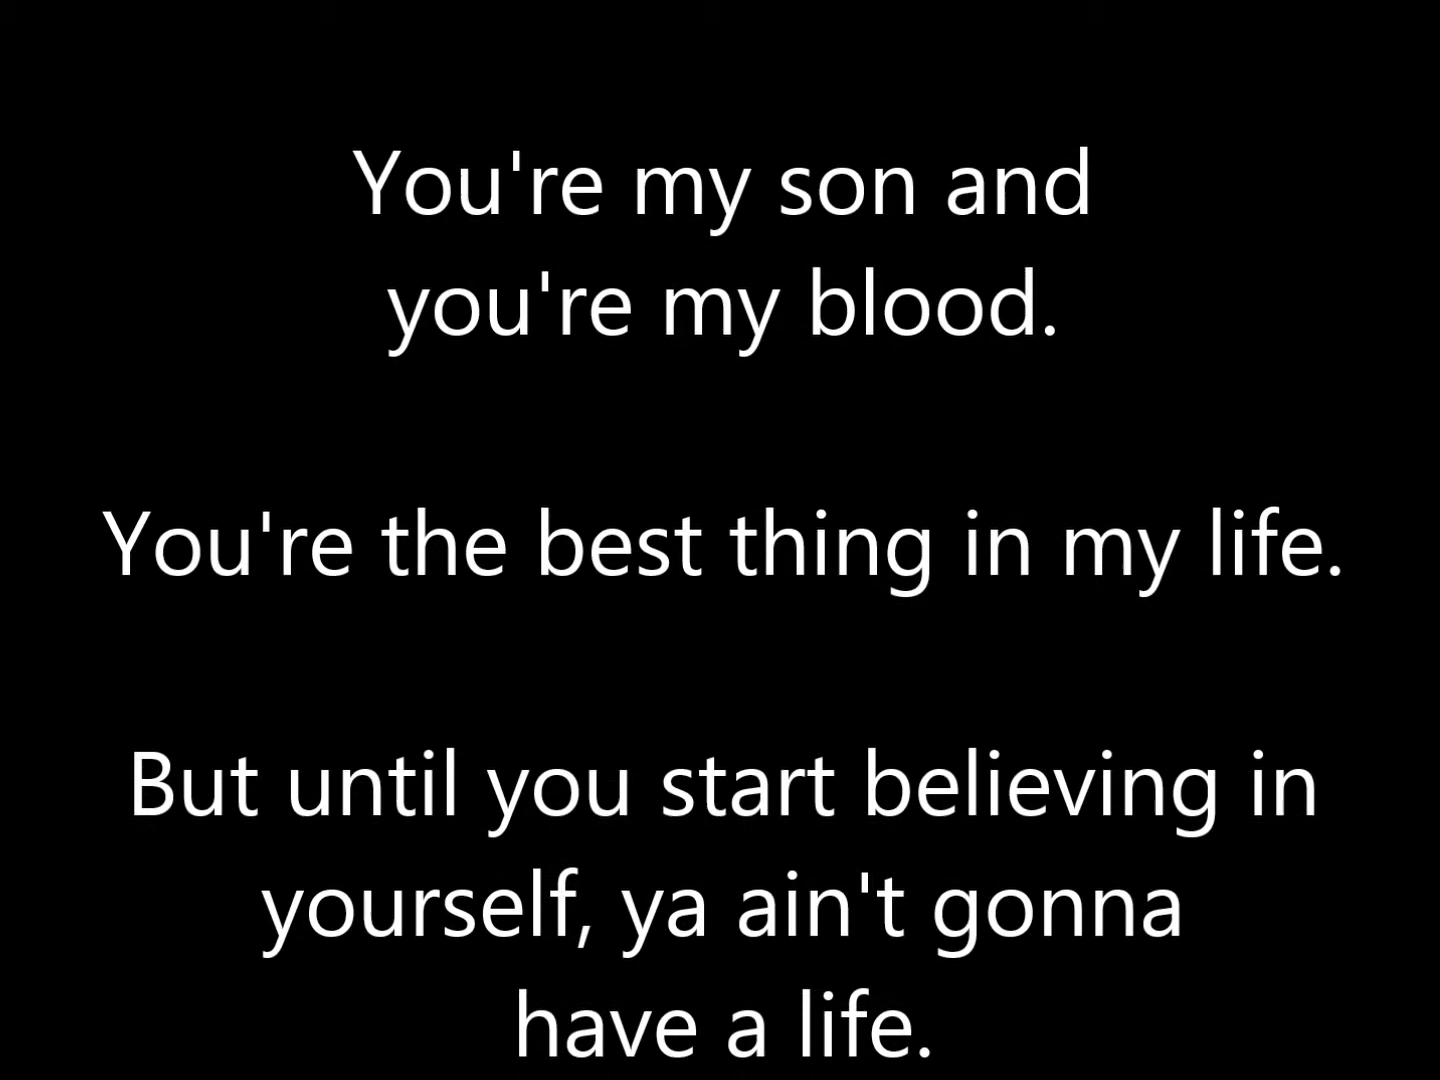 You're my son and
you're my blood.
You're the best thing in my life.
But until you start believing in
yourself, ya ain't gonna
have a life.